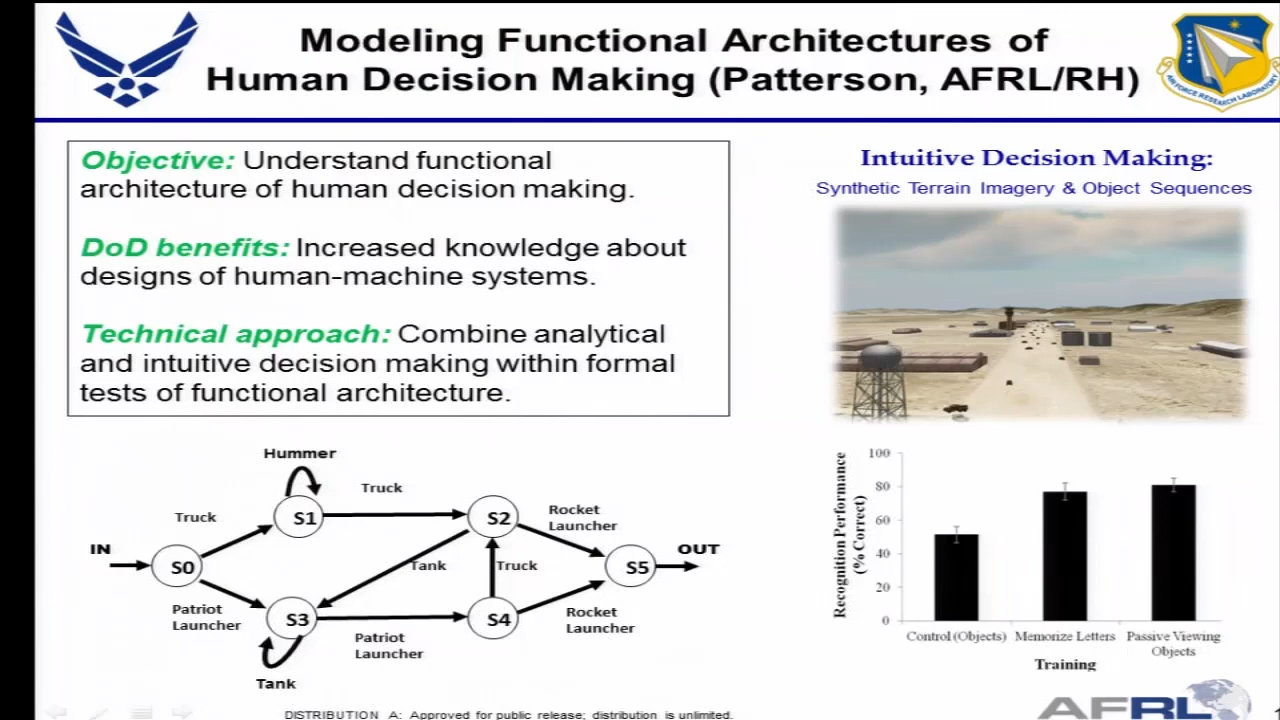 Modeling Functional Architectures of
Human Decision Making (Patterson, AFRL/RH)
AIR FORCE RESEARCH LABORATORY
Objective: Understand functional
architecture of human decision making.
DoD benefits: Increased knowledge about
designs of human-machine systems.
Technical approach: Combine analytical
and intuitive decision making within formal
tests of functional architecture.
Intuitive Decision Making:
Synthetic Terrain Imagery & Object Sequences
Hummer
Truck
Truck
S1
S2
Rocket
Launcher
IN
S0
Tank
Truck
S5
OUT
Patriot
Launcher
S3
S4
Rocket
Launcher
Patriot
Launcher
Tank
Recognition Performance
(% Correct)
100
80
60
40
20
0
Control (Objects)
Memorize Letters
Passive Viewing
Objects
Training
DISTRIBUTION A: Approved for public release; distribution is unlimited.
AFRL